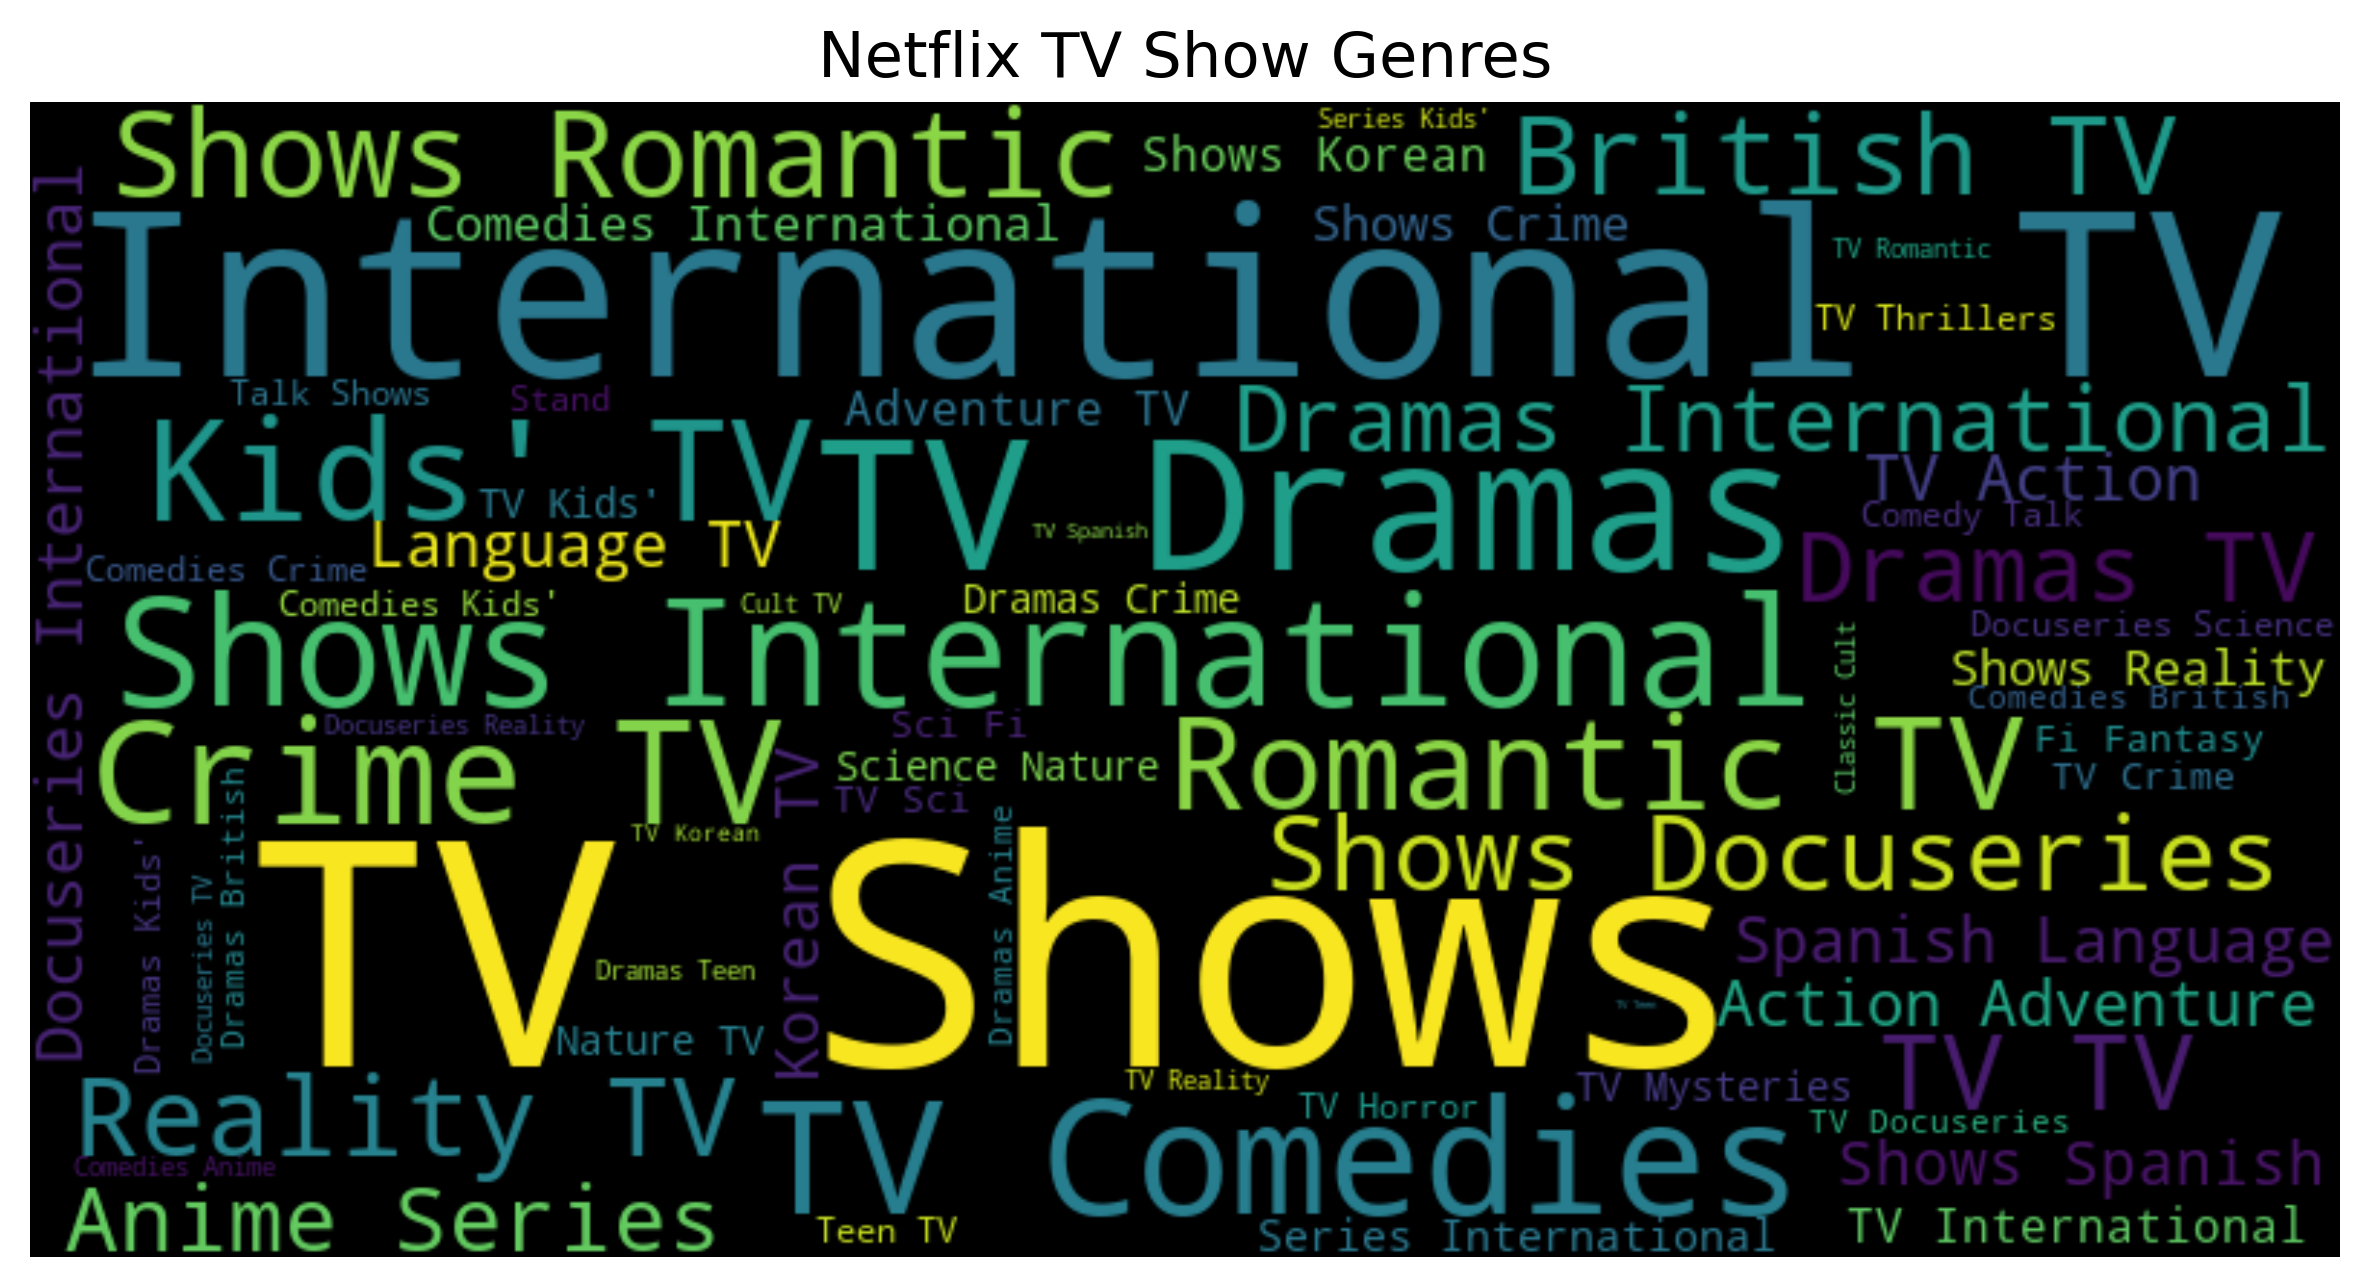 Netflix TV Show Genres
Shows Romantic
Series Kids'
Shows Korean
British TV
Comedies International
Shows Crime
International TV
TV Romantic
TV Thrillers
Docuseries International
Talk Shows
Stand
Adventure TV
Dramas International
Kids' TV
TV Kids'
TV Dramas
TV Action
Comedy Talk
Language TV
TV Spanish
Comedies Crime
Dramas TV
Comedies Kids'
Cult TV
Dramas Crime
Shows International
Docuseries Science
Classic Cult
Shows Reality
Comedies British
Docuseries Reality
Sci Fi
Crime TV
Korean TV
Science Nature
Romantic TV
Fi Fantasy
TV Crime
TV Sci
TV Korean
Dramas Anime
Shows Docuseries
Dramas Kids'
Docuseries TV
Dramas British
TV Shows
Dramas Teen
Spanish Language
TV Teen
Action Adventure
Nature TV
TV TV
TV Reality
TV Mysteries
Reality TV
TV Horror
TV Comedies
TV Docuseries
Comedies Anime
Shows Spanish
Anime Series
Teen TV
Series International
TV International